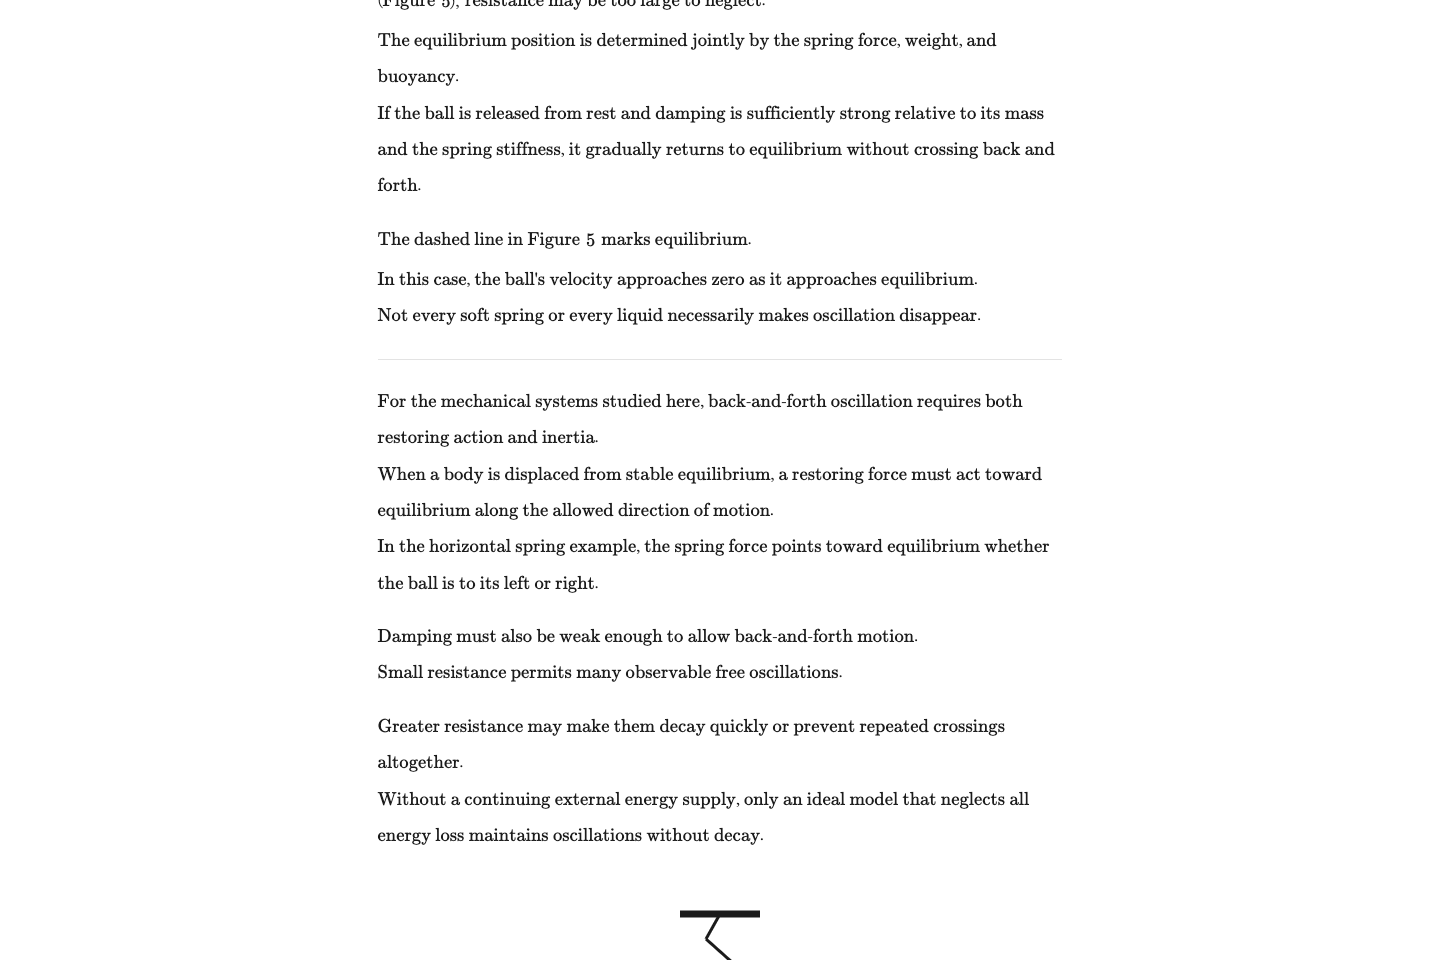 (Figure 5), resistance may be too large to neglect.
The equilibrium position is determined jointly by the spring force, weight, and
buoyancy.
If the ball is released from rest and damping is sufficiently strong relative to its mass
and the spring stiffness, it gradually returns to equilibrium without crossing back and
forth.
The dashed line in Figure 5 marks equilibrium.
In this case, the ball's velocity approaches zero as it approaches equilibrium.
Not every soft spring or every liquid necessarily makes oscillation disappear.
For the mechanical systems studied here, back-and-forth oscillation requires both
restoring action and inertia.
When a body is displaced from stable equilibrium, a restoring force must act toward
equilibrium along the allowed direction of motion.
In the horizontal spring example, the spring force points toward equilibrium whether
the ball is to its left or right.
Damping must also be weak enough to allow back-and-forth motion.
Small resistance permits many observable free oscillations.
Greater resistance may make them decay quickly or prevent repeated crossings
altogether.
Without a continuing external energy supply, only an ideal model that neglects all
energy loss maintains oscillations without decay.